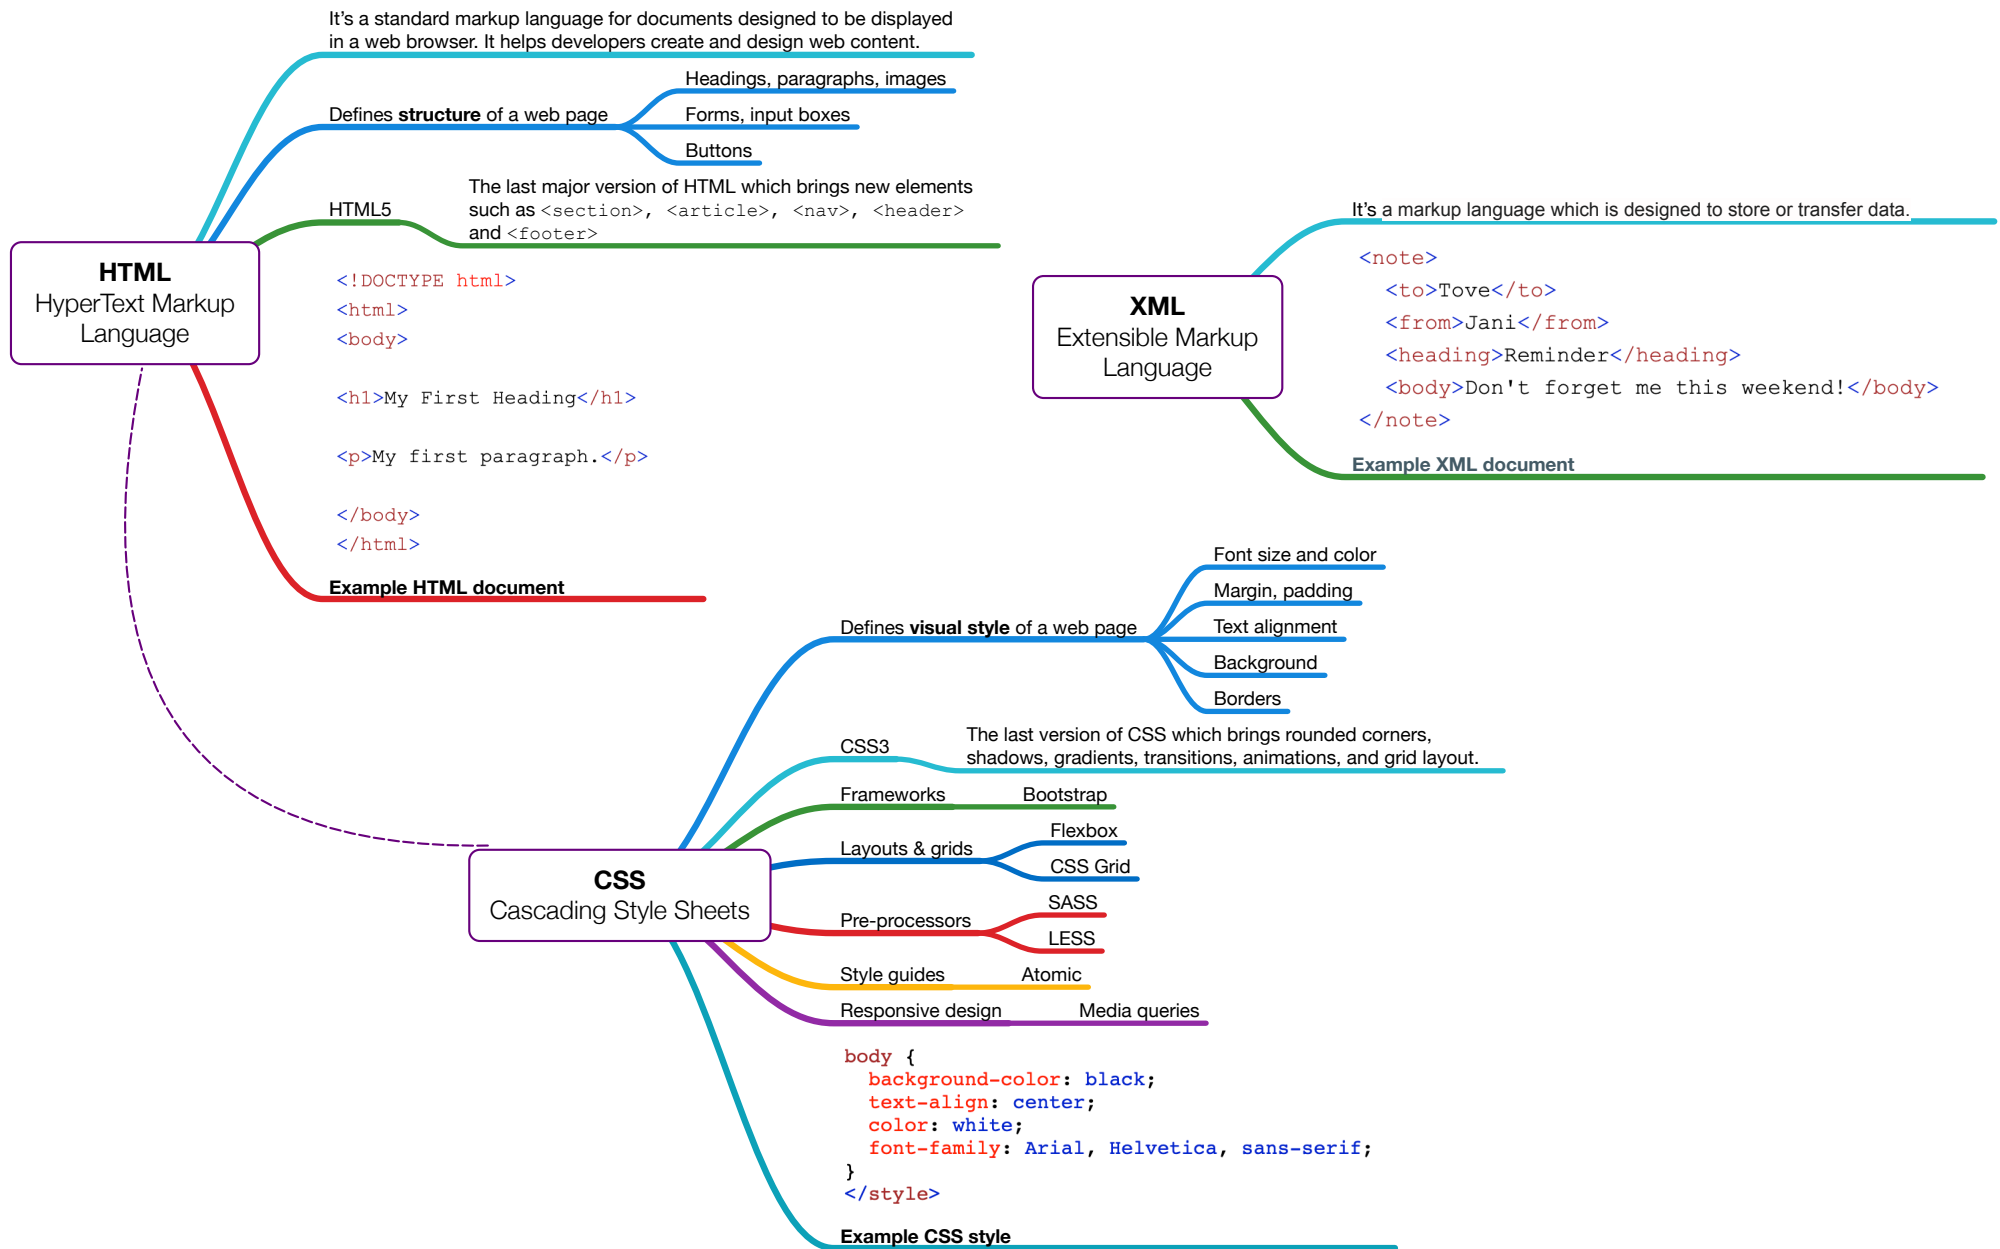 It's a standard markup language for documents designed to be displayed
in a web browser. It helps developers create and design web content.
Headings, paragraphs, images
Defines structure of a web page
Forms, input boxes
Buttons
HTML5
The last major version of HTML which brings new elements
such as <section>, <article>, <nav>, <header>
and <footer>
HTML
HyperText Markup
Language
<!DOCTYPE html>
<html>
<body>
<h1>My First Heading</h1>
<p>My first paragraph.</p>
</body>
</html>
Example HTML document
It's a markup language which is designed to store or transfer data.
XML
Extensible Markup
Language
<note>
<to>Tove</to>
<from>Jani</from>
<heading>Reminder</heading>
<body>Don't forget me this weekend!</body>
</note>
Example XML document
CSS
Cascading Style Sheets
Defines visual style of a web page
Font size and color
Margin, padding
Text alignment
Background
Borders
CSS3
The last version of CSS which brings rounded corners,
shadows, gradients, transitions, animations, and grid layout.
Frameworks
Bootstrap
Layouts & grids
Flexbox
CSS Grid
Pre-processors
SASS
LESS
Style guides
Atomic
Responsive design
Media queries
body {
background-color: black;
text-align: center;
color: white;
font-family: Arial, Helvetica, sans-serif;
}
</style>
Example CSS style